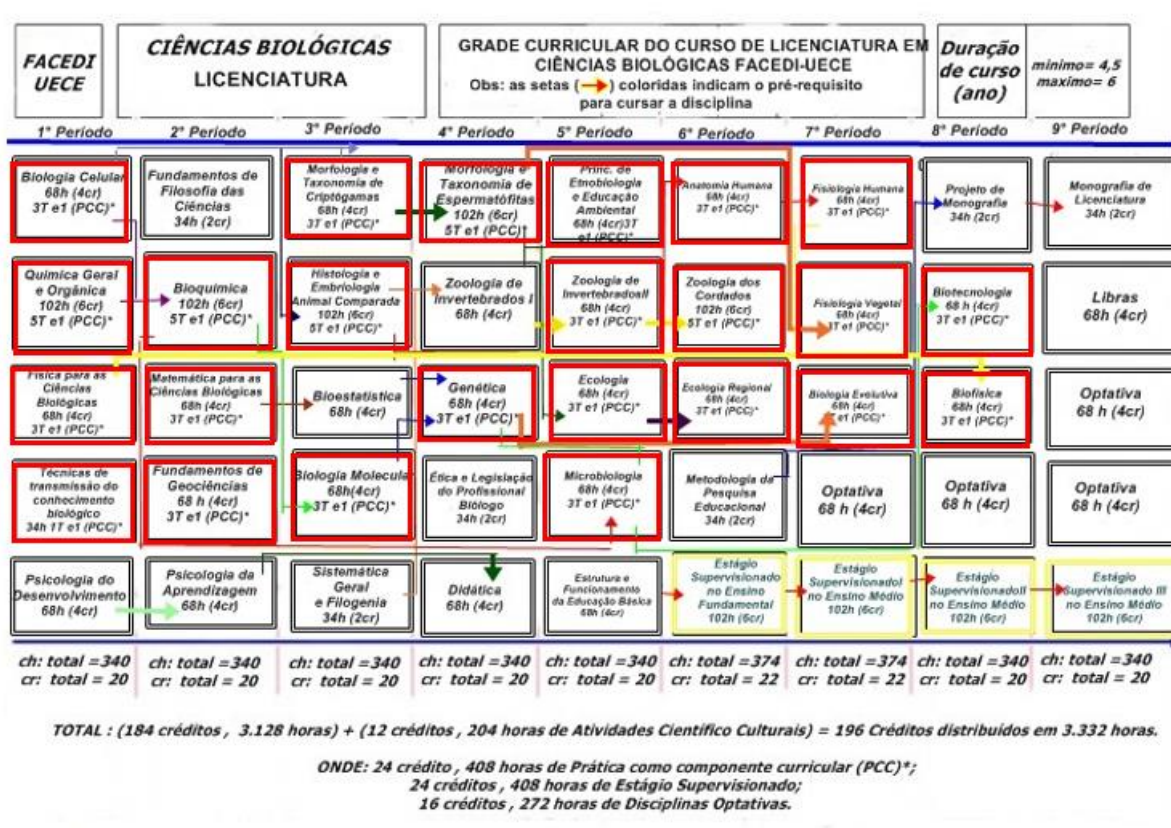 FACEDI
UECE
CIÊNCIAS BIOLÓGICAS
LICENCIATURA
GRADE CURRICULAR DO CURSO DE LICENCIATURA EM
CIÊNCIAS BIOLÓGICAS FACEDI-UECE
Obs: as setas ( ) coloridas indicam o pré-requisito
para cursar a disciplina
Duração
de curso
(ano)
minimo= 4,5
maximo= 6
1° Período
2° Período
3° Período
4° Período
5° Período
6° Período
7° Período
8° Período
9° Período
Biologia Celular
68h (4cr)
3T e1 (PCC)*
Fundamentos de
Filosofia das
Ciências
34h (2cr)
Morfologia e
Taxonomia de
Criptógamas
68h (4cr)
3T e1 (PCC)*
Morfologia e
Taxonomia de
Espermatófitas
102h (6cr)
5T e1 (PCC)*
Princ. de
Etnobiologia
e Educação
Ambiental
68h (4cr)3T
e1 (PCC)*
Anatomia Humana
68h (4cr)
3T e1 (PCC)*
Fisiologia Humana
68h (4cr)
3T e1 (PCC)*
Projeto de
Monografia
34h (2cr)
Monografia de
Licenciatura
34h (2cr)
Química Geral
e Orgânica
102h (6cr)
5T e1 (PCC)*
Bioquímica
102h (6cr)
5T e1 (PCC)*
Histologia e
Embriologia
Animal Comparada
102h (6cr)
5T e1 (PCC)*
Zoologia de
Invertebrados I
68h (4cr)
Zoologia de
InvertebradosII
68h (4cr)
3T e1 (PCC)*
Zoologia dos
Cordados
102h (6cr)
5T e1 (PCC)*
Fisiologia Vegetal
68h (4cr)
3T e1 (PCC)*
Biotecnologia
68 h (4cr)
3T e1 (PCC)*
Libras
68h (4cr)
Física para as
Ciências
Biológicas
68h (4cr)
3T e1 (PCC)*
Matemática para as
Ciências Biológicas
68h (4cr)
3T e1 (PCC)*
Bioestatística
68h (4cr)
Genética
68h (4cr)
3T e1 (PCC)*
Ecologia
68h (4cr)
3T e1 (PCC)*
Ecologia Regional
68h (4cr)
3T e1 (PCC)*
Biologia Evolutiva
68h (4cr)
3T e1 (PCC)*
Biofísica
68h (4cr)
3T e1 (PCC)*
Optativa
68 h (4cr)
Técnicas de
transmissão do
conhecimento
biológico
34h 1T e1 (PCC)*
Fundamentos de
Geociências
68 h (4cr)
3T e1 (PCC)*
Biologia Molecular
68h(4cr)
3T e1 (PCC)*
Ética e Legislação
do Profissional
Biólogo
34h (2cr)
Microbiologia
68h (4cr)
3T e1 (PCC)*
Metodologia da
Pesquisa
Educacional
34h (2cr)
Optativa
68 h (4cr)
Optativa
68 h (4cr)
Optativa
68 h (4cr)
Psicologia do
Desenvolvimento
68h (4cr)
Psicologia da
Aprendizagem
68h (4cr)
Sistemática
Geral
e Filogenia
34h (2cr)
Didática
68h (4cr)
Estrutura e
Funcionamento
da Educação Básica
68h (4cr)
Estágio
Supervisionado
no Ensino
Fundamental
102h (6cr)
Estágio
SupervisionadoI
no Ensino Médio
102h (6cr)
Estágio
SupervisionadoII
no Ensino Médio
102h (6cr)
Estágio
Supervisionado III
no Ensino Médio
102h (6cr)
ch: total =340
cr: total = 20
ch: total =340
cr: total = 20
ch: total =340
cr: total = 20
ch: total =340
cr: total = 20
ch: total =340
cr: total = 20
ch: total =374
cr: total = 22
ch: total =374
cr: total = 22
ch: total =340
cr: total = 20
ch: total =340
cr: total = 20
TOTAL : (184 créditos , 3.128 horas) + (12 créditos , 204 horas de Atividades Científico Culturais) = 196 Créditos distribuídos em 3.332 horas.
ONDE: 24 crédito , 408 horas de Prática como componente curricular (PCC)*;
24 créditos , 408 horas de Estágio Supervisionado;
16 créditos , 272 horas de Disciplinas Optativas.